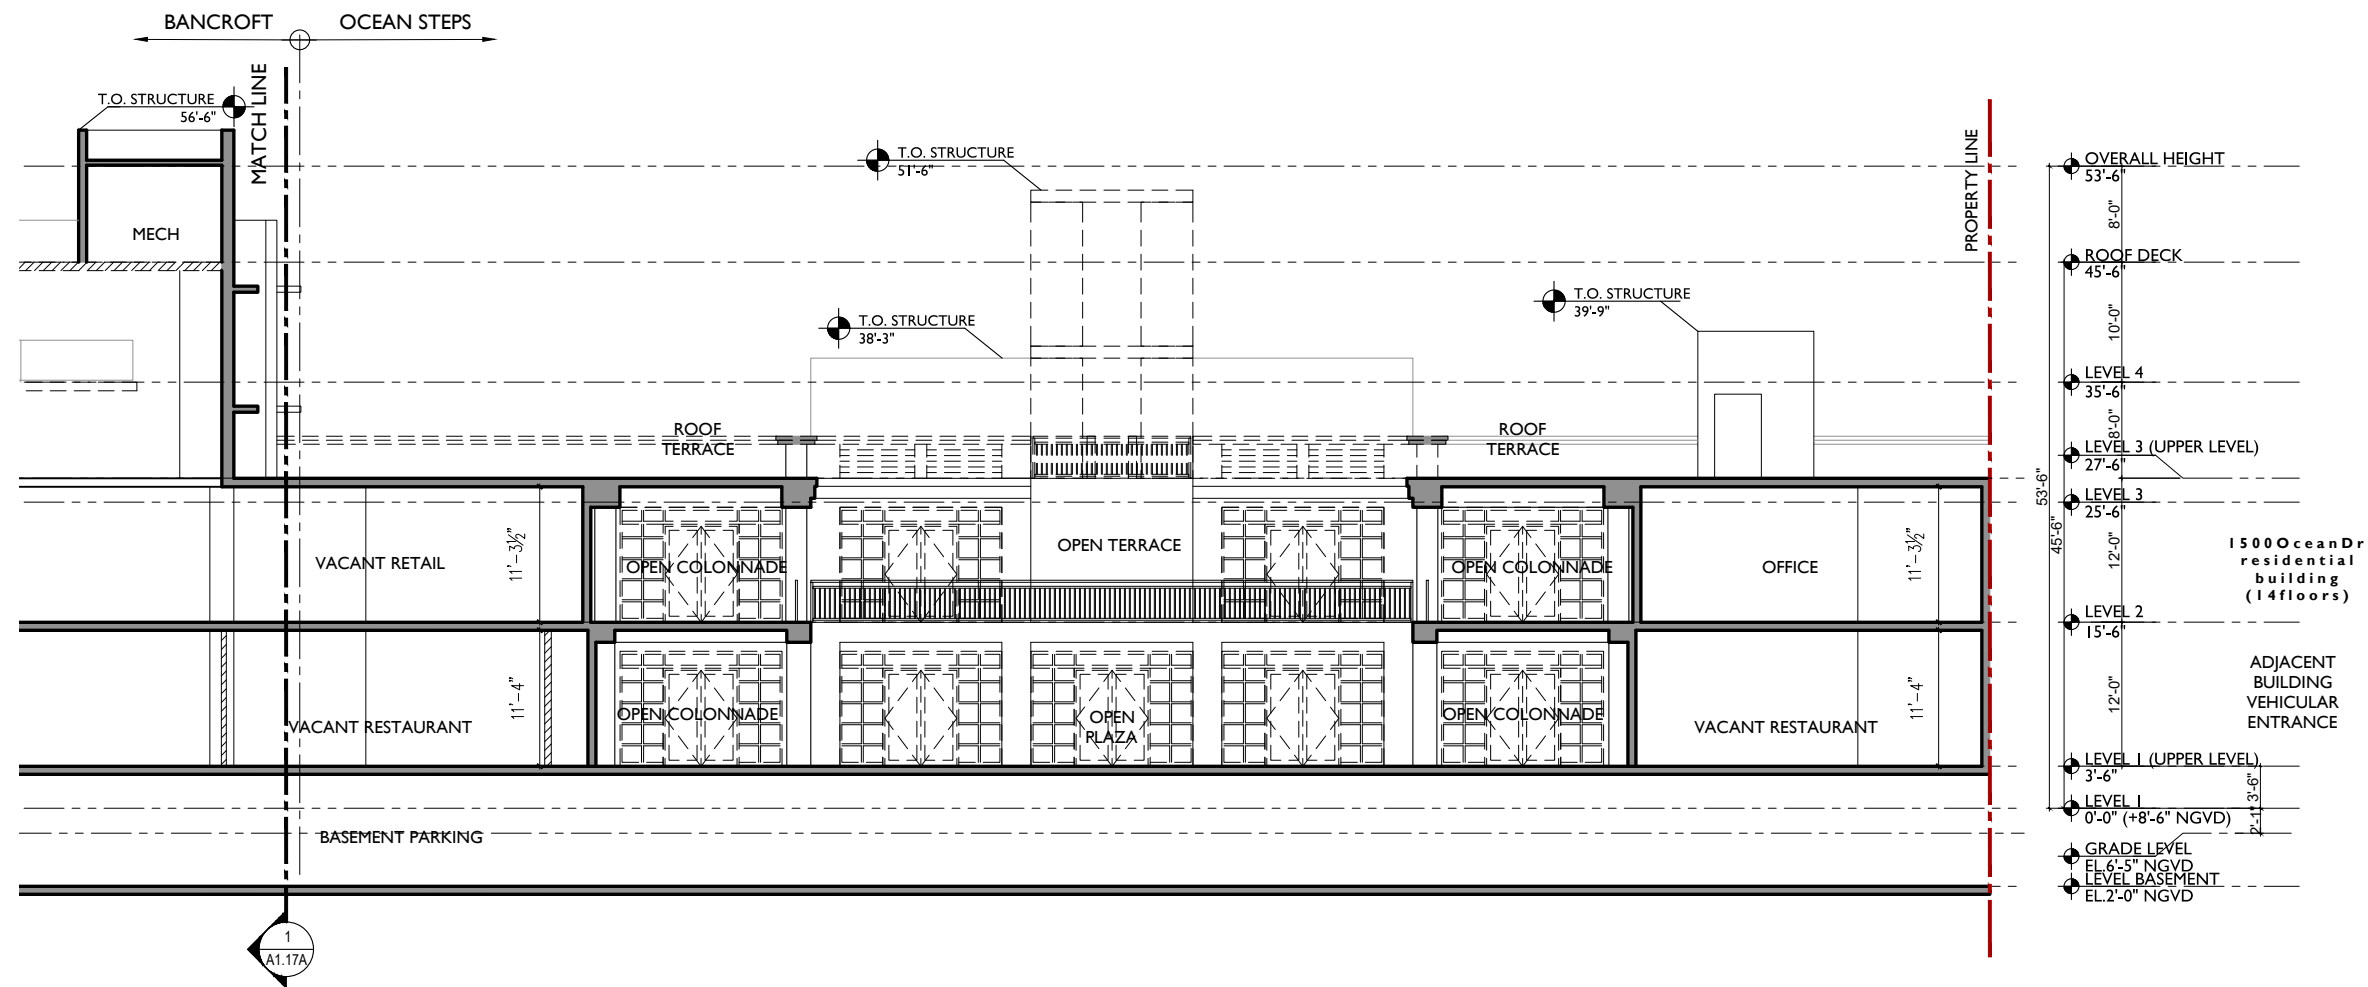 BANCROFT
OCEAN STEPS
MATCH LINE
T.O. STRUCTURE
56'-6"
MECH
T.O. STRUCTURE
51'-6"
T.O. STRUCTURE
38'-3"
T.O. STRUCTURE
39'-9"
PROPERTY LINE
ROOF
TERRACE
ROOF
TERRACE
VACANT RETAIL
11'-3½"
OPEN COLONNADE
OPEN TERRACE
OPEN COLONNADE
OFFICE
11'-3½"
VACANT RESTAURANT
11'-4"
OPEN COLONNADE
OPEN
PLAZA
OPEN COLONNADE
VACANT RESTAURANT
11'-4"
BASEMENT PARKING
1
A1.17A
OVERALL HEIGHT
53'-6"
8'-0"
ROOF DECK
45'-6"
10'-0"
LEVEL 4
35'-6"
8'-0"
LEVEL 3 (UPPER LEVEL)
27'-6"
LEVEL 3
25'-6"
53'-6"
45'-6"
12'-0"
LEVEL 2
15'-6"
12'-0"
LEVEL 1 (UPPER LEVEL)
3'-6"
3'-6"
LEVEL 1
0'-0" (+8'-6" NGVD)
2'-1"
GRADE LEVEL
EL.6'-5" NGVD
LEVEL BASEMENT
EL.2'-0" NGVD
1500OceanDr
residential
building
(14floors)
ADJACENT
BUILDING
VEHICULAR
ENTRANCE